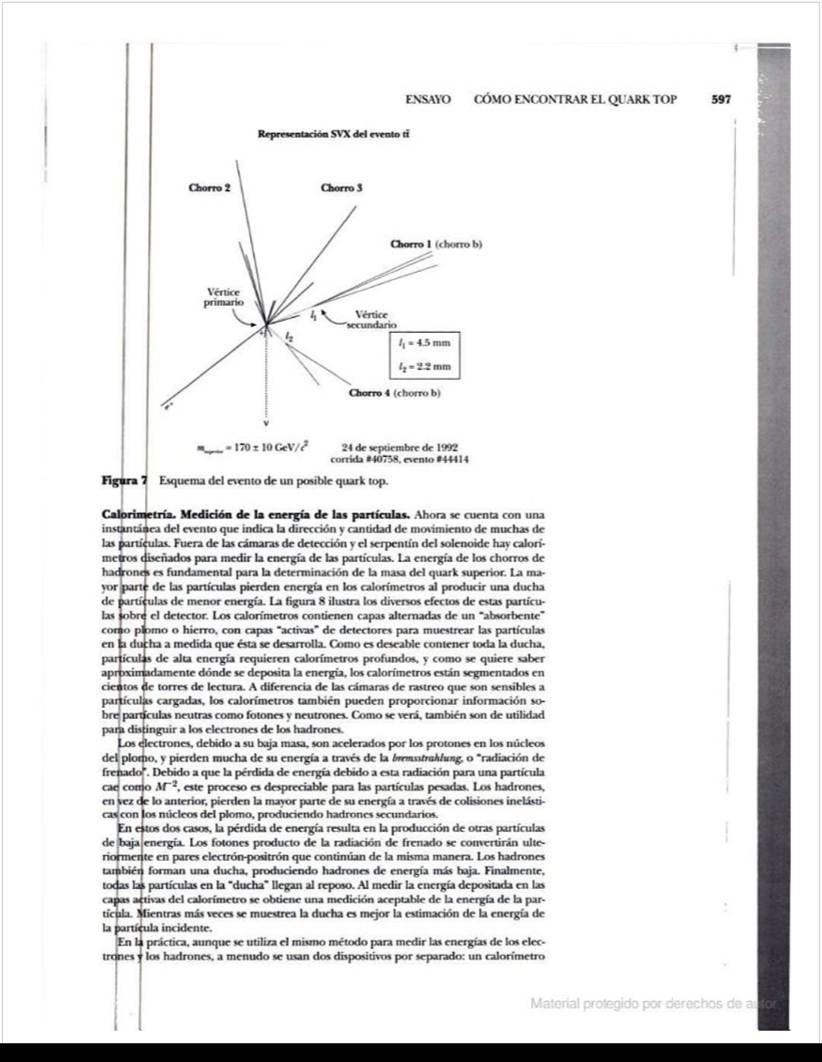 ENSAYO CÓMO ENCONTRAR EL QUARK TOP 597
Representación SVX del evento tt̄
Chorro 2
Chorro 3
Chorro 1 (chorro b)
Vértice
primario
l₁
Vértice
secundario
l₂
l₁ = 4.5 mm
l₂ = 2.2 mm
Chorro 4 (chorro b)
e⁺
ν
m = 170 ± 10 GeV/c²
24 de septiembre de 1992
corrida #40758, evento #44414
Figura 7 Esquema del evento de un posible quark top.
Calorimetría. Medición de la energía de las partículas. Ahora se cuenta con una
instantánea del evento que indica la dirección y cantidad de movimiento de muchas de
las partículas. Fuera de las cámaras de detección y el serpentín del solenoide hay calorí-
metros diseñados para medir la energía de las partículas. La energía de los chorros de
hadrones es fundamental para la determinación de la masa del quark superior. La ma-
yor parte de las partículas pierden energía en los calorímetros al producir una ducha
de partículas de menor energía. La figura 8 ilustra los diversos efectos de estas partícu-
las sobre el detector. Los calorímetros contienen capas alternadas de un “absorbente”
como plomo o hierro, con capas “activas” de detectores para muestrear las partículas
en la ducha a medida que ésta se desarrolla. Como es deseable contener toda la ducha,
partículas de alta energía requieren calorímetros profundos, y como se quiere saber
aproximadamente dónde se deposita la energía, los calorímetros están segmentados en
cientos de torres de lectura. A diferencia de las cámaras de rastreo que son sensibles a
partículas cargadas, los calorímetros también pueden proporcionar información so-
bre partículas neutras como fotones y neutrones. Como se verá, también son de utilidad
para distinguir a los electrones de los hadrones.
Los electrones, debido a su baja masa, son acelerados por los protones en los núcleos
del plomo, y pierden mucha de su energía a través de la bremsstrahlung, o “radiación de
frenado”. Debido a que la pérdida de energía debido a esta radiación para una partícula
cae como M⁻², este proceso es despreciable para las partículas pesadas. Los hadrones,
en vez de lo anterior, pierden la mayor parte de su energía a través de colisiones inelásti-
cas con los núcleos del plomo, produciendo hadrones secundarios.
En estos dos casos, la pérdida de energía resulta en la producción de otras partículas
de baja energía. Los fotones producto de la radiación de frenado se convertirán ulte-
riormente en pares electrón-positrón que continúan de la misma manera. Los hadrones
también forman una ducha, produciendo hadrones de energía más baja. Finalmente,
todas las partículas en la “ducha” llegan al reposo. Al medir la energía depositada en las
capas activas del calorímetro se obtiene una medición aceptable de la energía de la par-
tícula. Mientras más veces se muestrea la ducha es mejor la estimación de la energía de
la partícula incidente.
En la práctica, aunque se utiliza el mismo método para medir las energías de los elec-
trones y los hadrones, a menudo se usan dos dispositivos por separado: un calorímetro
Material protegido por derechos de autor